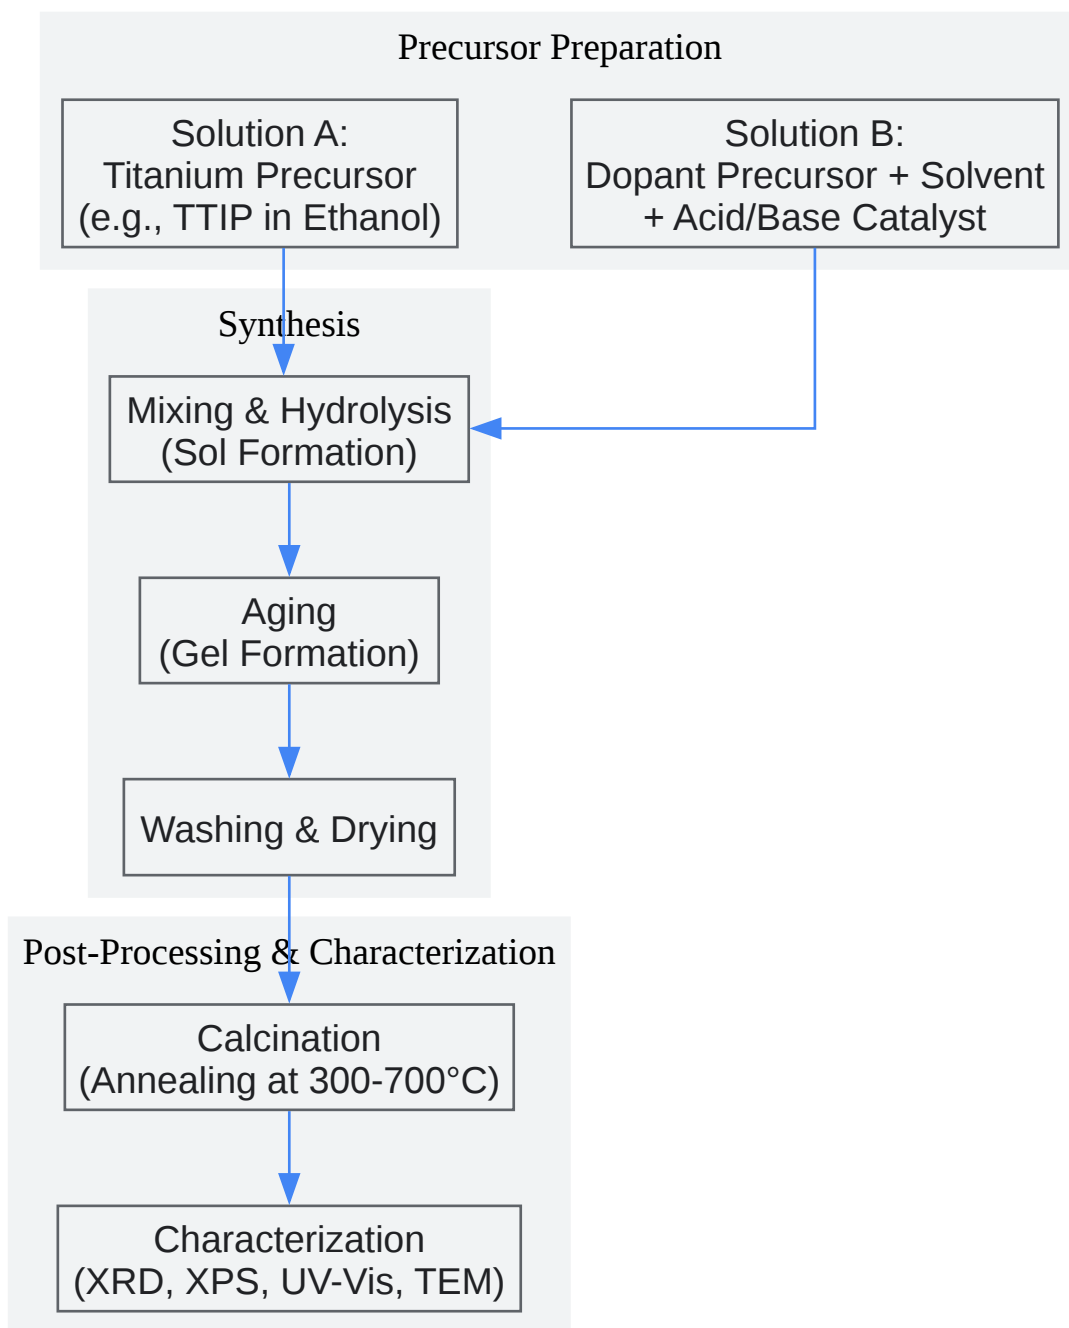 Precursor Preparation
Solution A:
Titanium Precursor
(e.g., TTIP in Ethanol)
Solution B:
Dopant Precursor + Solvent
+ Acid/Base Catalyst
Synthesis
Mixing & Hydrolysis
(Sol Formation)
Aging
(Gel Formation)
Washing & Drying
Post-Processing & Characterization
Calcination
(Annealing at 300-700°C)
Characterization
(XRD, XPS, UV-Vis, TEM)